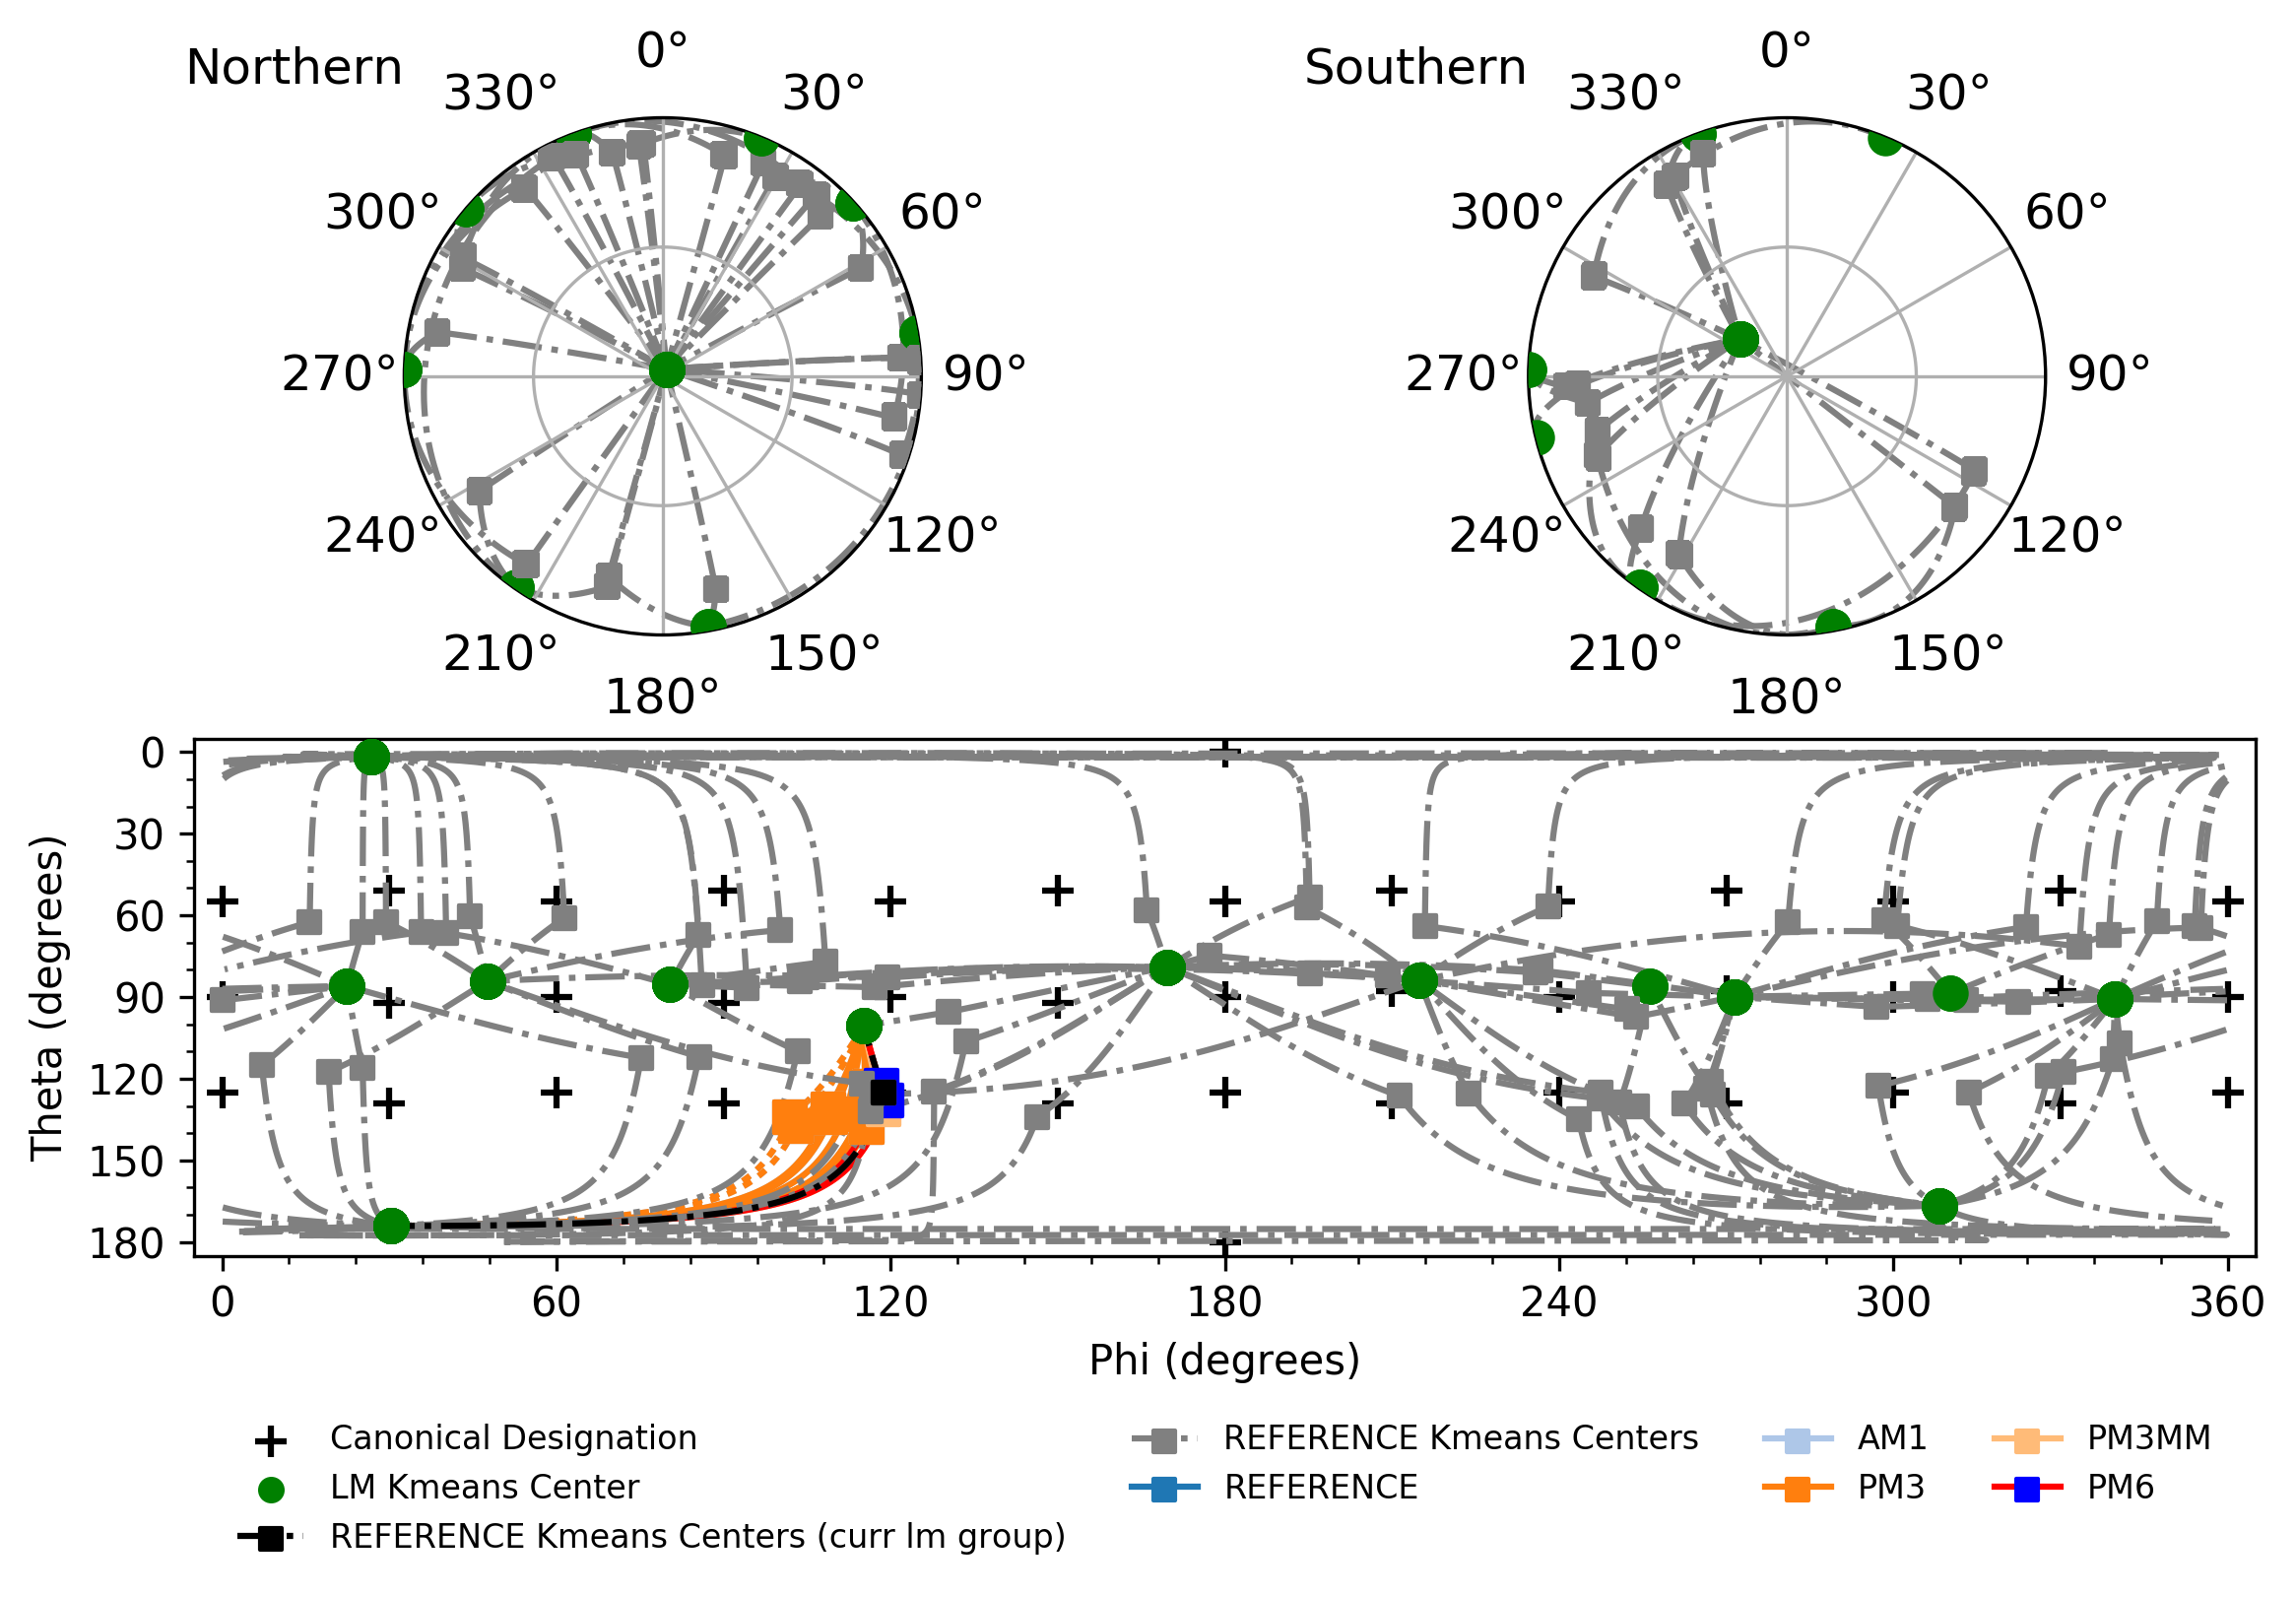 Northern
0°
30°
60°
90°
120°
150°
180°
210°
240°
270°
300°
330°
Southern
0°
30°
60°
90°
120°
150°
180°
210°
240°
270°
300°
330°
Theta (degrees)
0
30
60
90
120
150
180
0 60 120 180 240 300 360
Phi (degrees)
Canonical Designation
LM Kmeans Center
REFERENCE Kmeans Centers (curr lm group)
REFERENCE Kmeans Centers
REFERENCE
AM1
PM3
PM3MM
PM6